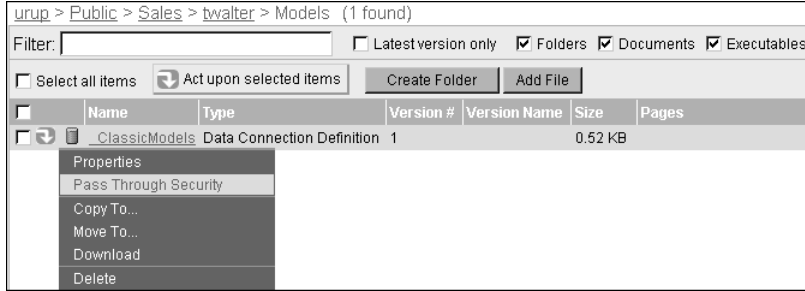 urup > Public > Sales > twalter > Models (1 found)
Filter: Latest version only Folders Documents Executables
Select all items Act upon selected items Create Folder Add File
Name Type Version # Version Name Size Pages
_ClassicModels Data Connection Definition 1 0.52 KB
Properties
Pass Through Security
Copy To...
Move To...
Download
Delete